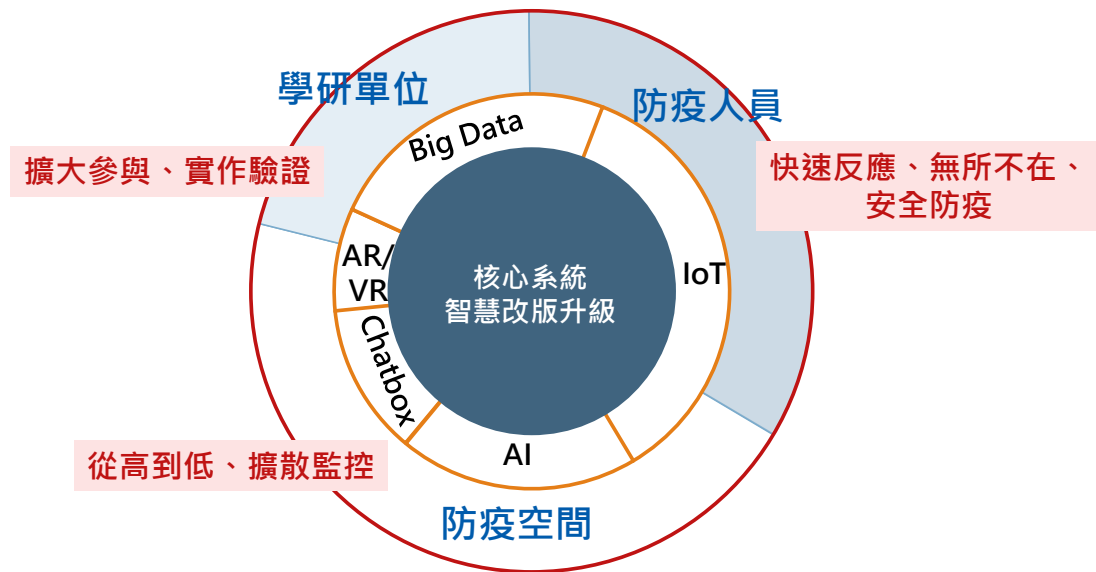 學研單位
防疫人員
Big Data
擴大參與、實作驗證
快速反應、無所不在、
安全防疫
AR/
VR
IoT
核心系統
智慧改版升級
Chatbox
AI
從高到低、擴散監控
防疫空間